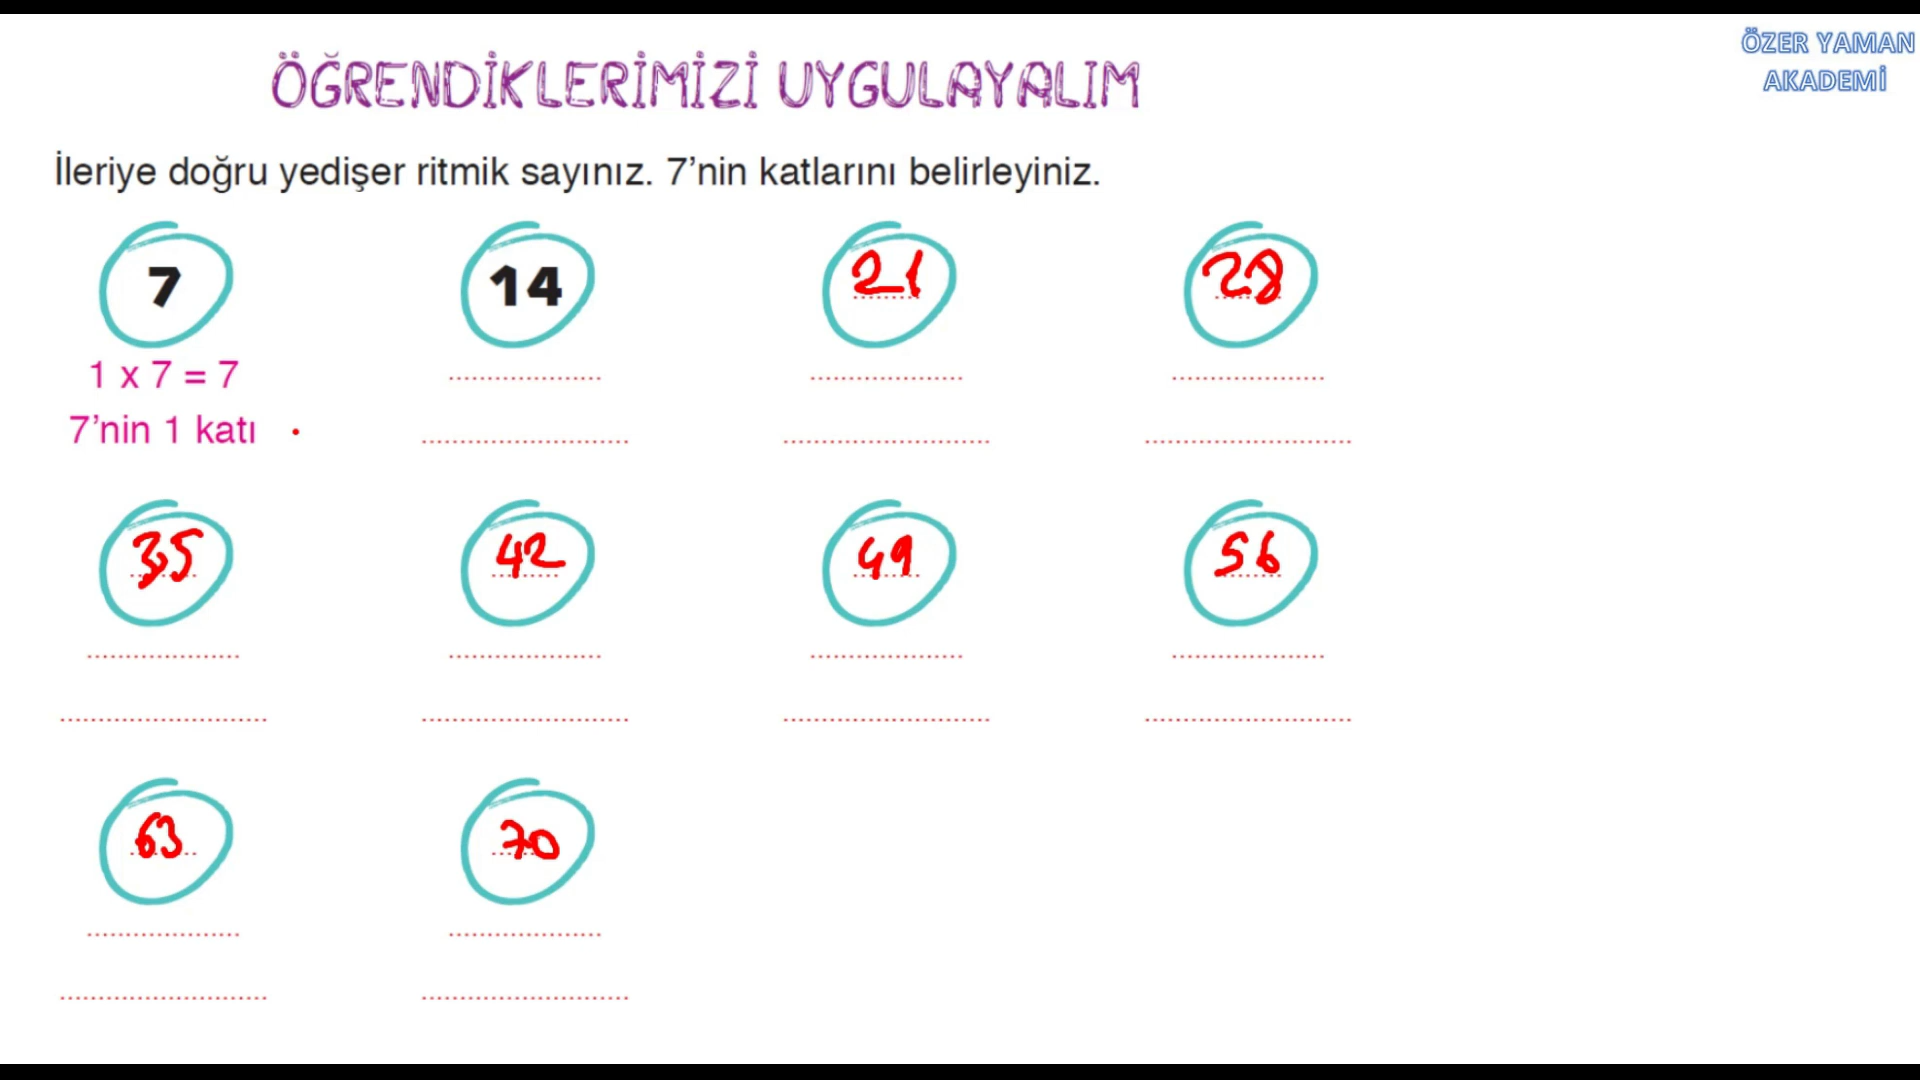 ÖZER YAMAN
AKADEMİ
ÖĞRENDİKLERİMİZİ UYGULAYALIM
İleriye doğru yedişer ritmik sayınız. 7’nin katlarını belirleyiniz.
7 14 21 28
1 x 7 = 7
7’nin 1 katı
35 42 49 56
63 70